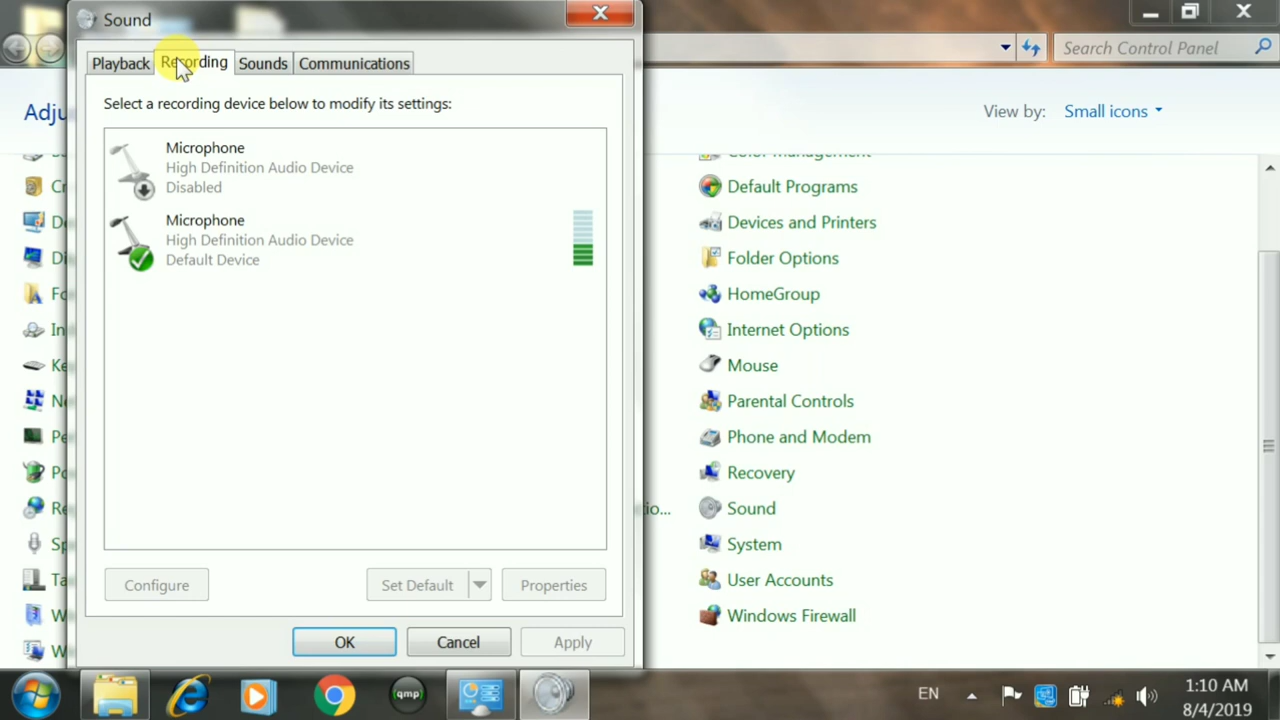 Sound
Playback
Recording
Sounds
Communications
Select a recording device below to modify its settings:
Microphone
High Definition Audio Device
Disabled
Microphone
High Definition Audio Device
Default Device
Configure
Set Default
Properties
OK
Cancel
Apply
Search Control Panel
View by:
Small icons
Color Management
Default Programs
Devices and Printers
Folder Options
HomeGroup
Internet Options
Mouse
Parental Controls
Phone and Modem
Recovery
Sound
System
User Accounts
Windows Firewall
qmp
EN
1:10 AM
8/4/2019